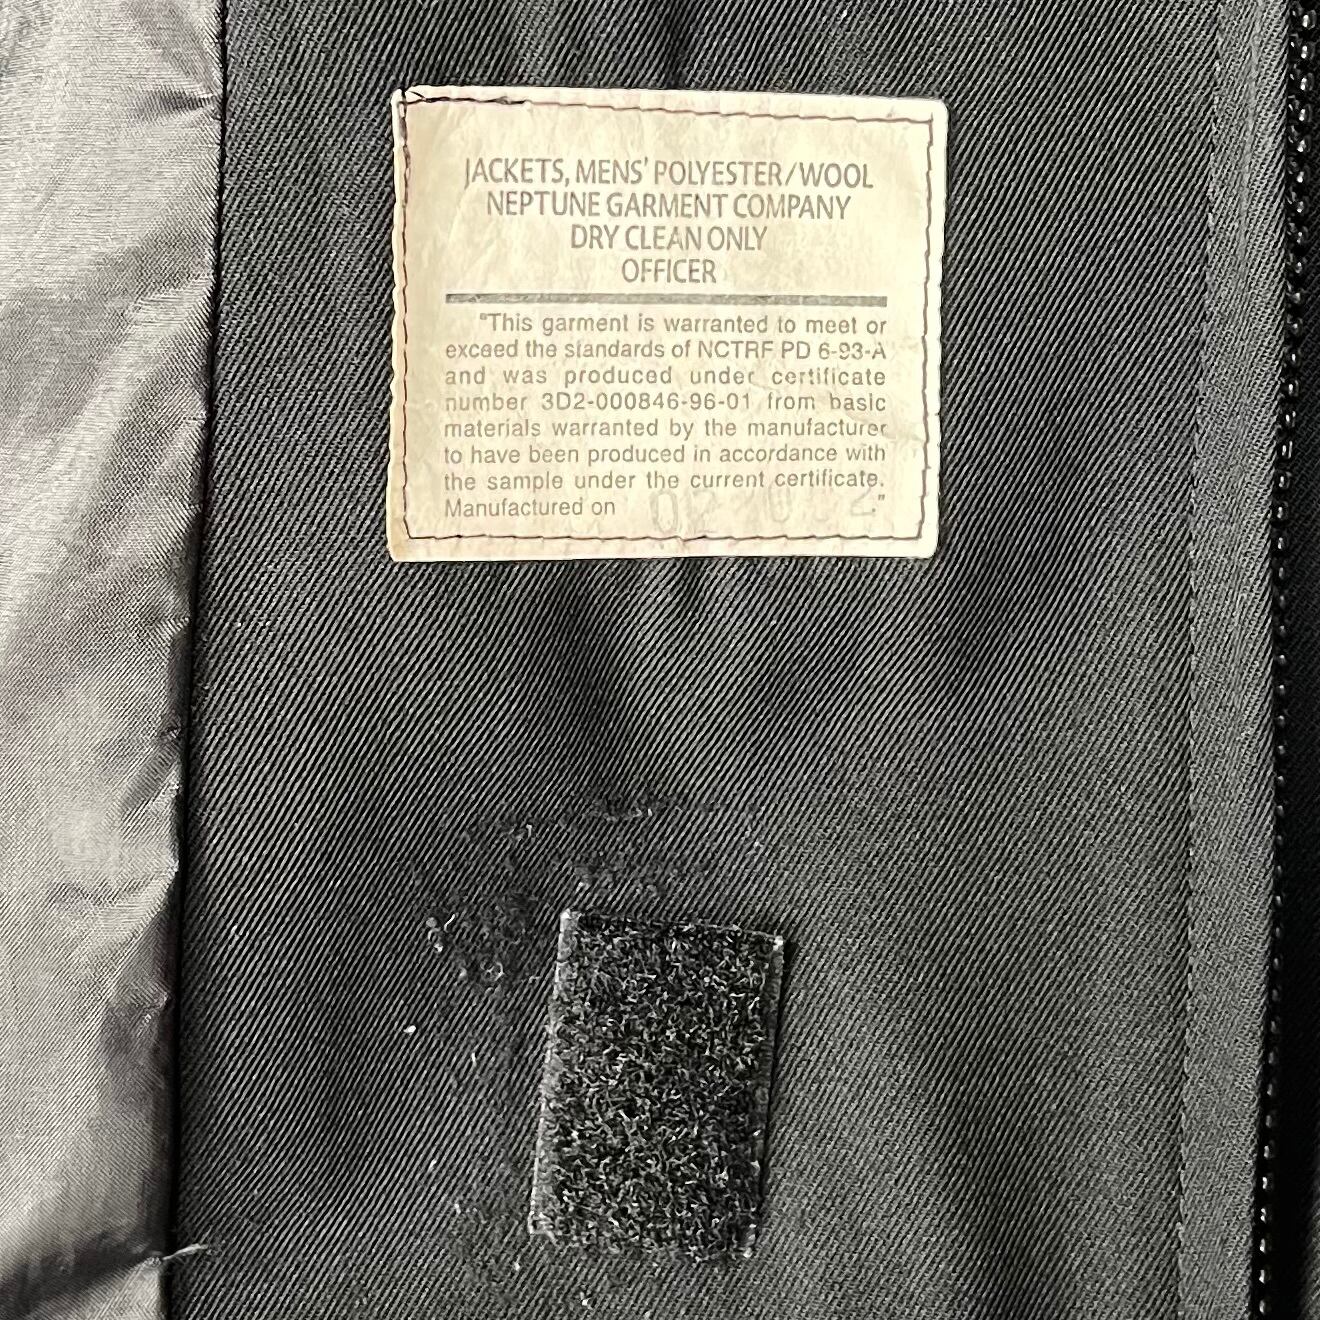 JACKETS, MENS' POLYESTER/WOOL
NEPTUNE GARMENT COMPANY
DRY CLEAN ONLY
OFFICER
"This garment is warranted to meet or
exceed the standards of NCTRF PD 6-93-A
and was produced under certificate
number 3D2-000846-96-01 from basic
materials warranted by the manufacturer
to have been produced in accordance with
the sample under the current certificate.
Manufactured on ."